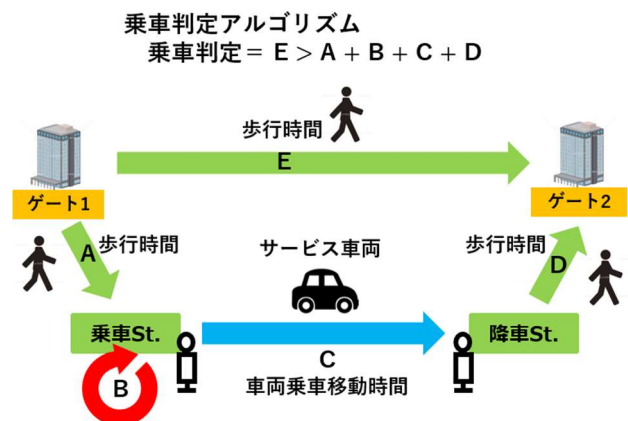 乗車判定アルゴリズム
乗車判定 = E > A + B + C + D
歩行時間
E
ゲート1
ゲート2
A
歩行時間
サービス車両
歩行時間
D
乗車St.
降車St.
B
C
車両乗車移動時間